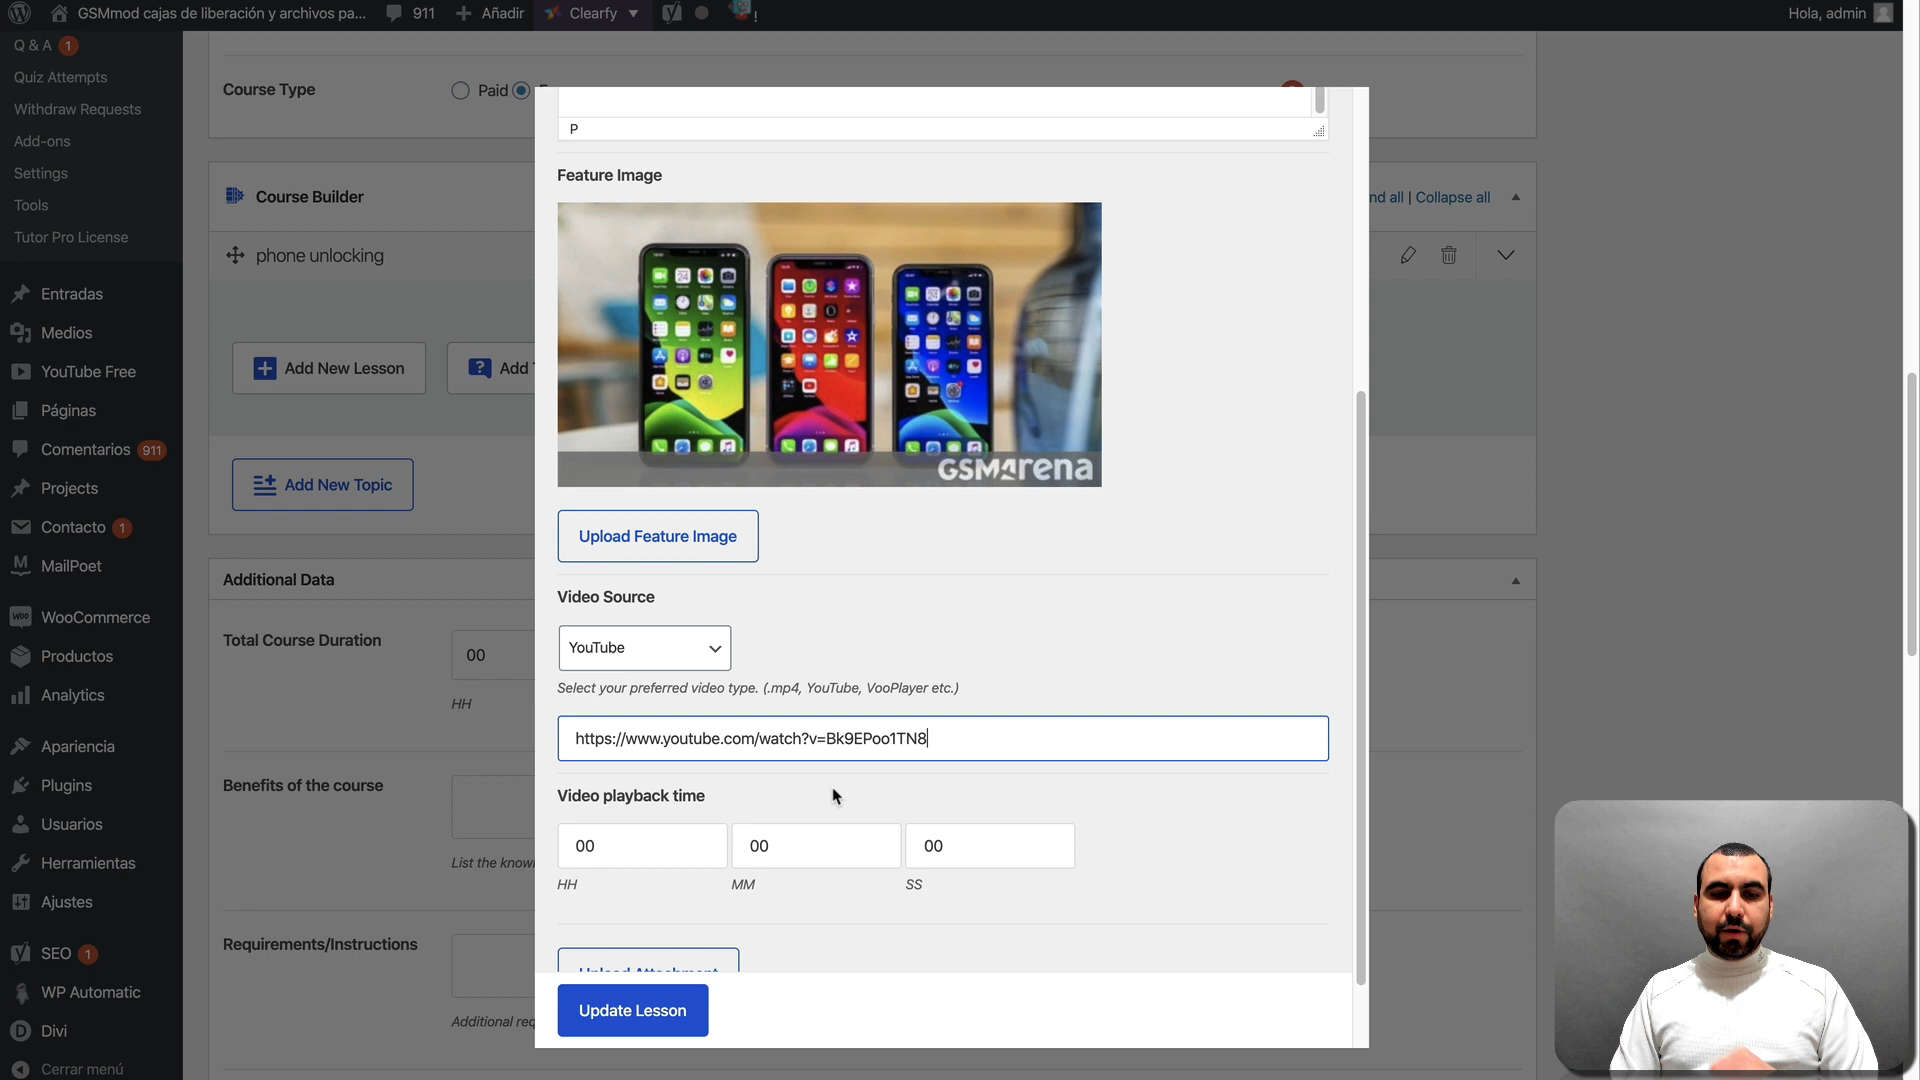 GSMmod cajas de liberación y archivos pa...
911
Añadir
Clearfy
!
Hola, admin
Q & A 1
Quiz Attempts
Withdraw Requests
Add-ons
Settings
Tools
Tutor Pro License
Entradas
Medios
YouTube Free
Páginas
Comentarios 911
Projects
Contacto 1
MailPoet
WooCommerce
Productos
Analytics
Apariencia
Plugins
Usuarios
Herramientas
Ajustes
SEO 1
WP Automatic
Divi
Cerrar menú
Course Type
Paid
Course Builder
all | Collapse all
phone unlocking
Add New Lesson
Add
Add New Topic
Additional Data
Total Course Duration
00
HH
Benefits of the course
List the
Requirements/Instructions
Additional
P
Feature Image
GSMArena
Upload Feature Image
Video Source
YouTube
Select your preferred video type. (.mp4, YouTube, VooPlayer etc.)
https://www.youtube.com/watch?v=Bk9EPoo1TN8
Video playback time
00 00 00
HH MM SS
Upload Attachment
Update Lesson